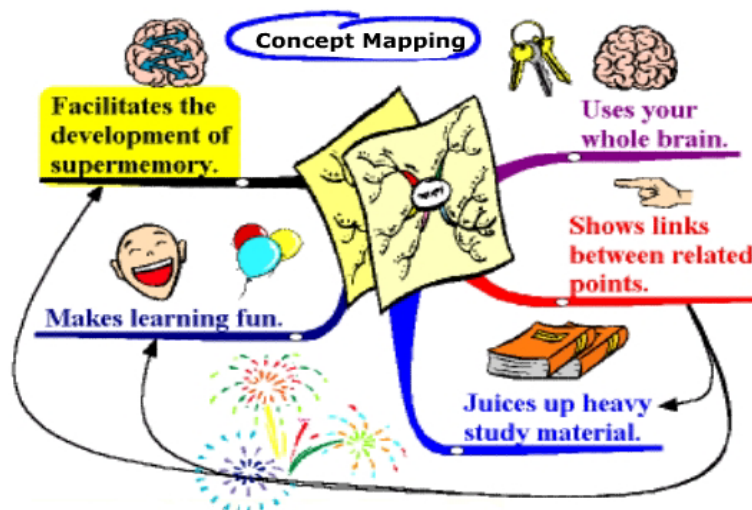 Concept Mapping
Facilitates the
development of
supermemory.
Uses your
whole brain.
Shows links
between related
points.
Makes learning fun.
Juices up heavy
study material.